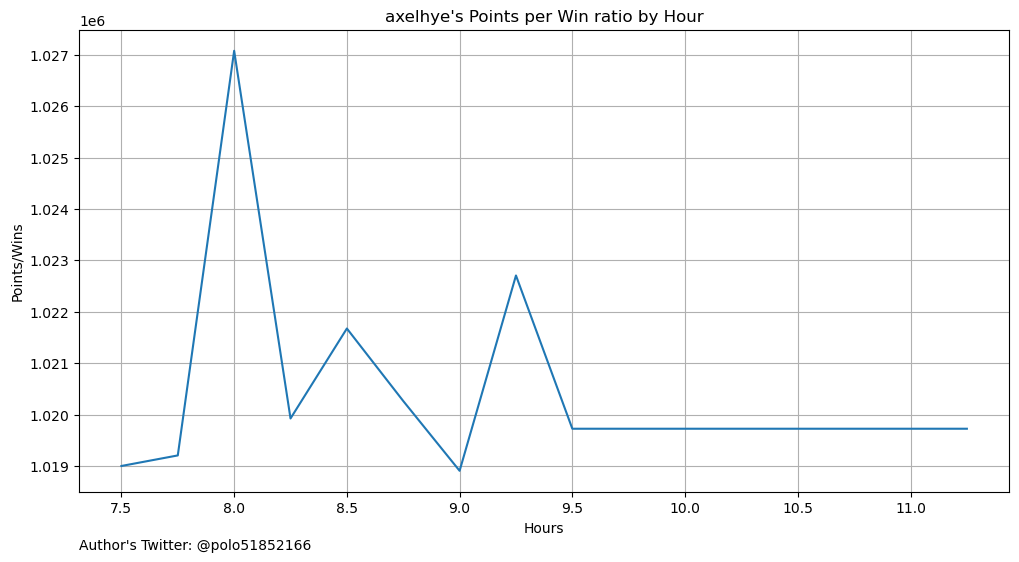 axelhye's Points per Win ratio by Hour
1e6
1.027
1.026
1.025
1.024
1.023
1.022
1.021
1.020
1.019
Points/Wins
7.5 8.0 8.5 9.0 9.5 10.0 10.5 11.0
Hours
Author's Twitter: @polo51852166